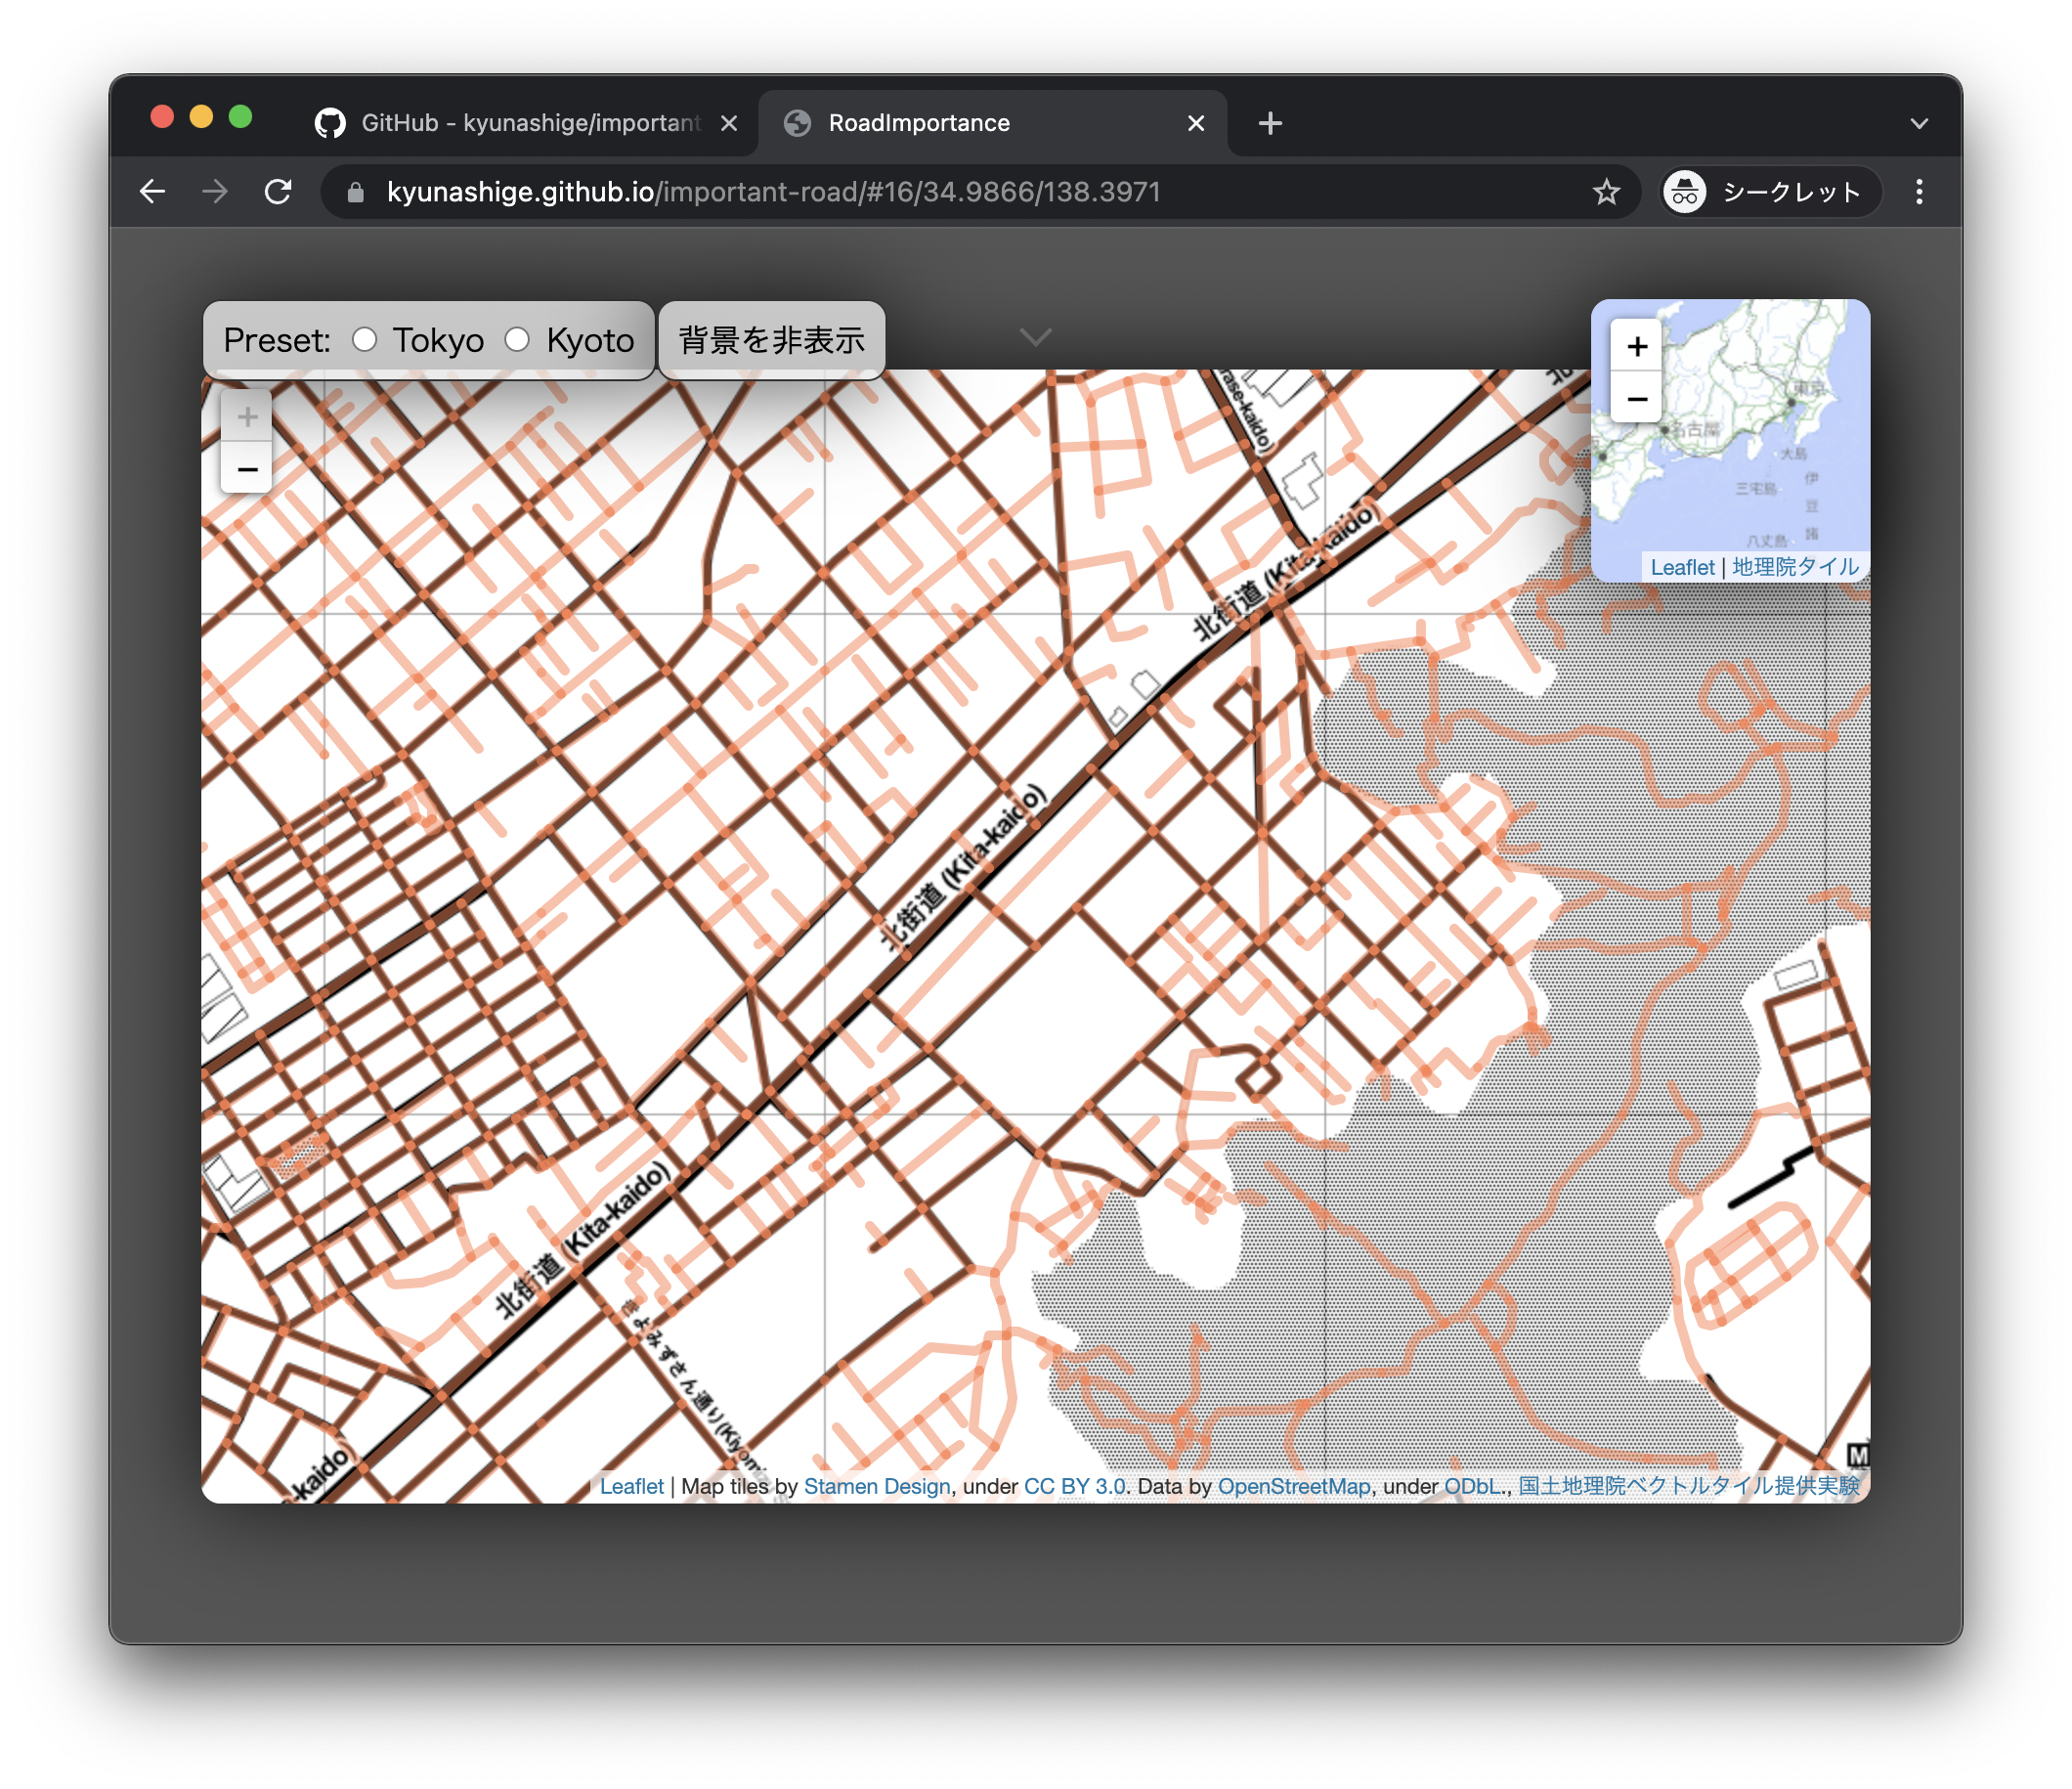 GitHub - kyunashige/important
RoadImportance
kyunashige.github.io/important-road/#16/34.9866/138.3971
シークレット
Preset: Tokyo Kyoto
背景を非表示
+
−
+
−
東京
名古屋
大島
三宅島
伊
豆
諸
八丈島
Leaflet | 地理院タイル
rase-kaido)
北
北街道 (Kita-kaido)
北街道 (Kita-kaido)
北街道 (Kita-kaido)
きよみずさん通り(Kiyomiz
-kaido)
M
Leaflet | Map tiles by Stamen Design, under CC BY 3.0. Data by OpenStreetMap, under ODbL., 国土地理院ベクトルタイル提供実験